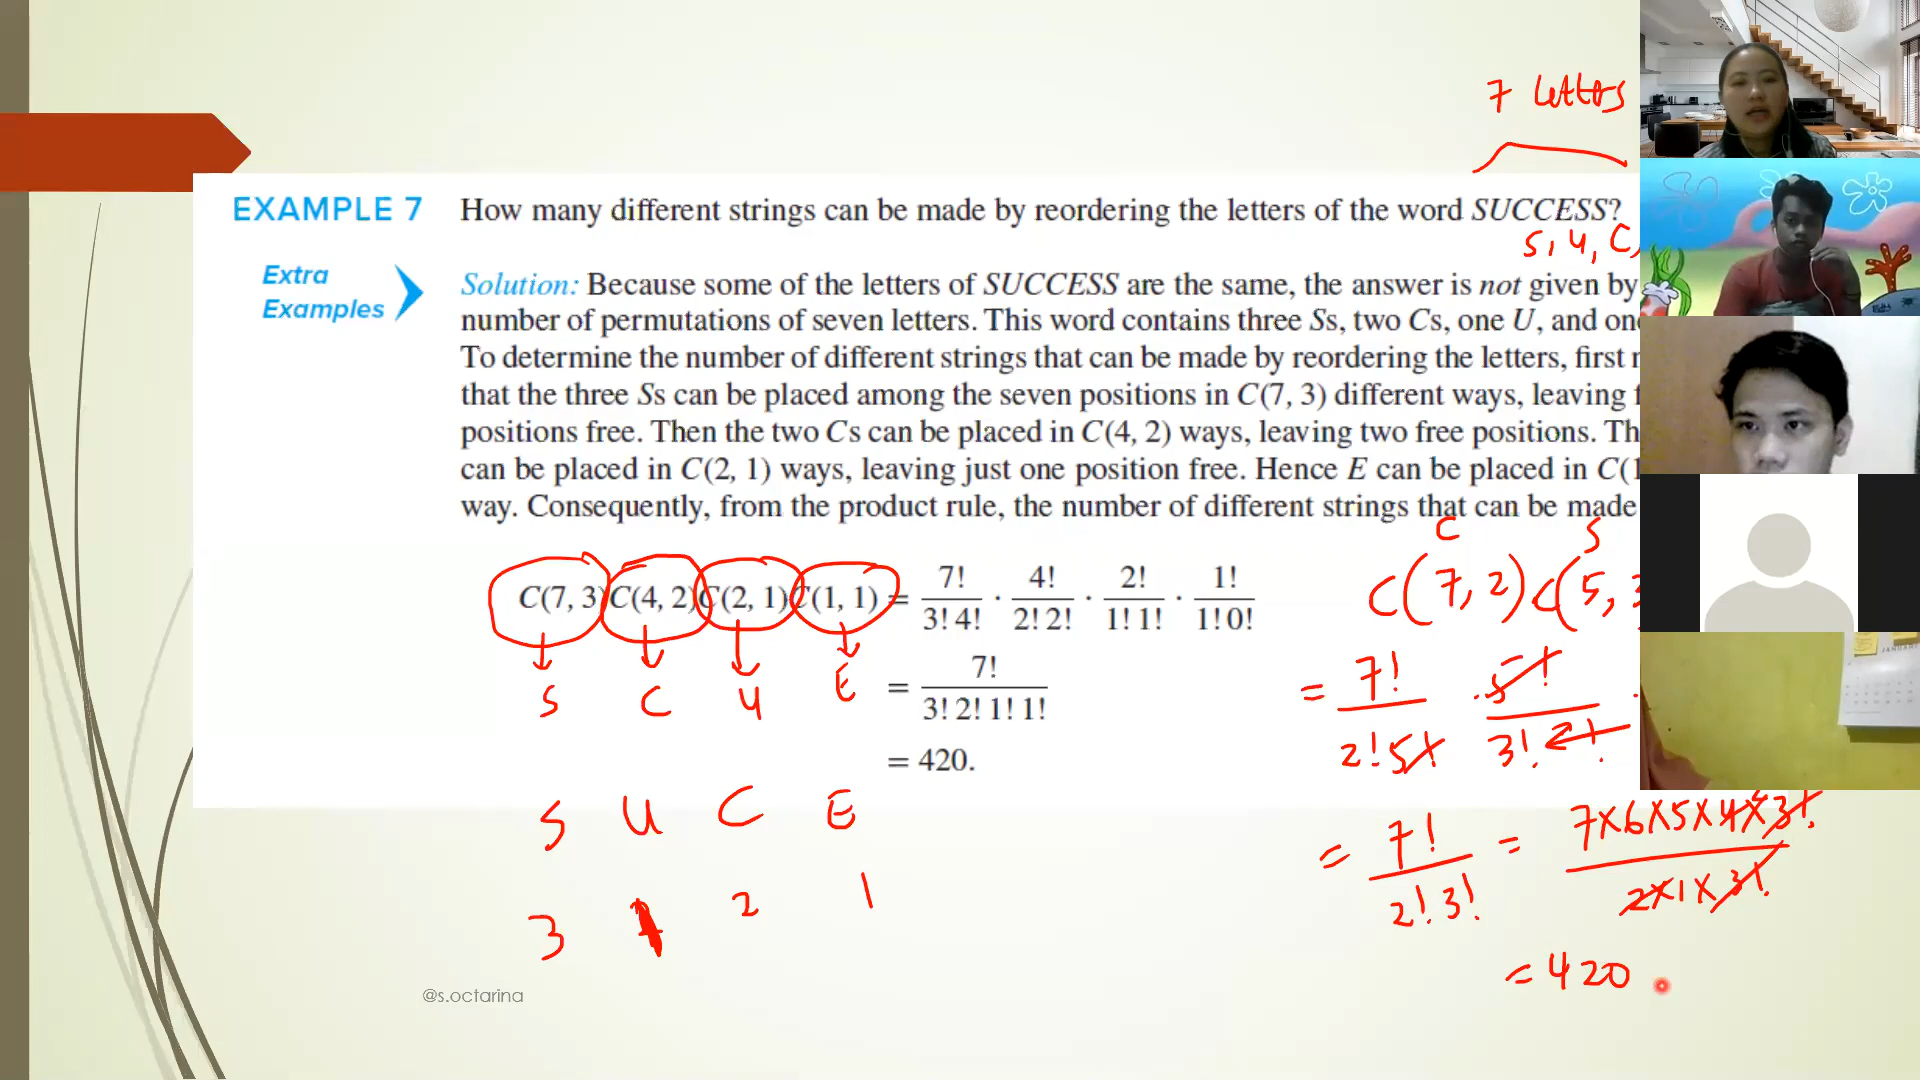 7 letters
EXAMPLE 7 How many different strings can be made by reordering the letters of the word SUCCESS?
S, U, C,
Extra
Examples
Solution: Because some of the letters of SUCCESS are the same, the answer is not given by
number of permutations of seven letters. This word contains three Ss, two Cs, one U, and
To determine the number of different strings that can be made by reordering the letters, first
that the three Ss can be placed among the seven positions in C(7, 3) different ways, leaving
positions free. Then the two Cs can be placed in C(4, 2) ways, leaving two free positions.
can be placed in C(2, 1) ways, leaving just one position free. Hence E can be placed in C(1
way. Consequently, from the product rule, the number of different strings that can be made
C(7, 3) C(4, 2) C(2, 1) C(1, 1) = 7!/3! 4! · 4!/2! 2! · 2!/1! 1! · 1!/1! 0!
= 7!/3! 2! 1! 1!
= 420.
S C U E
S U C E
3 1 2 1
C S
C(7, 2) C(5, 3
= 7!/2! 5! · 5!/3! 2! ·
= 7!/2! 3! = 7x6x5x4x3!/2x1x3!
= 420
@s.octarina
JANUARI